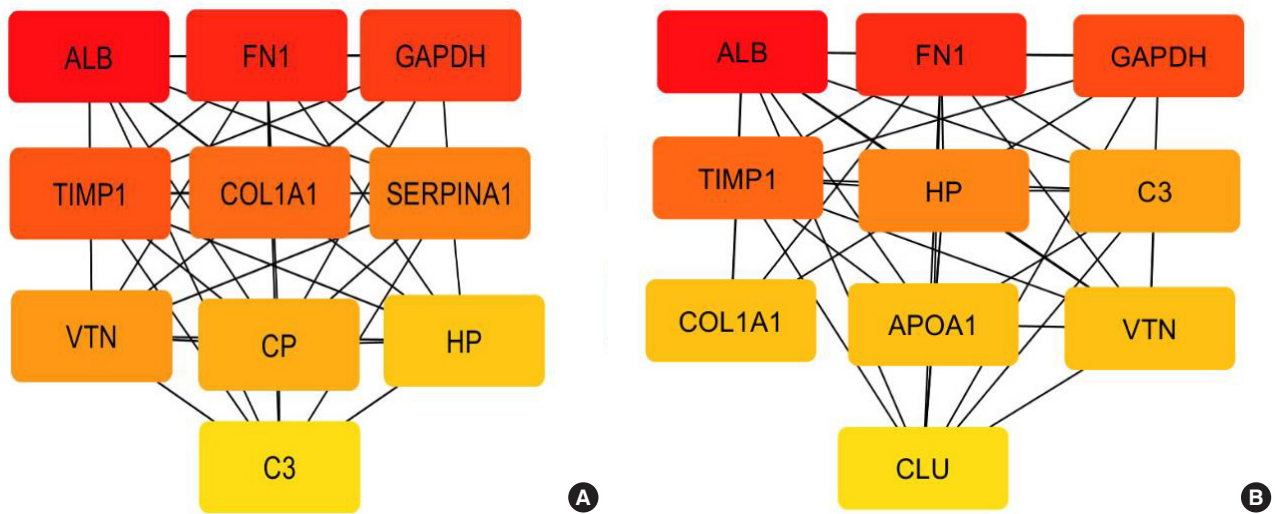 ALB FN1 GAPDH
TIMP1 COL1A1 SERPINA1
VTN CP HP
C3
A
ALB FN1 GAPDH
TIMP1 HP C3
COL1A1 APOA1 VTN
CLU
B